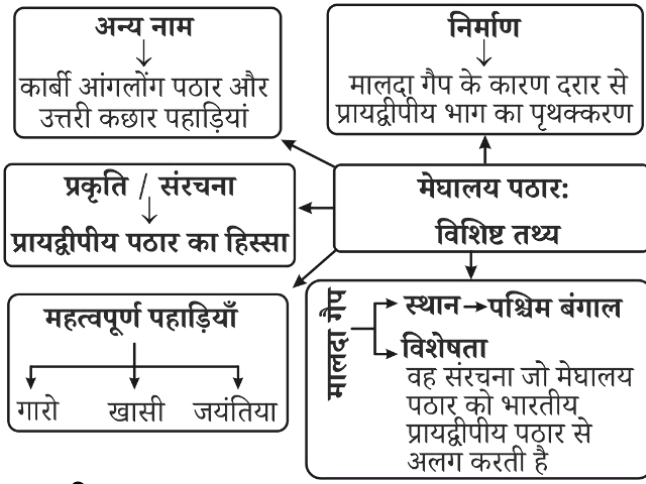 अन्य नाम
कार्बी आंगलोंग पठार और
उत्तरी कछार पहाड़ियां
निर्माण
मालदा गैप के कारण दरार से
प्रायद्वीपीय भाग का पृथक्करण
प्रकृति / संरचना
प्रायद्वीपीय पठार का हिस्सा
मेघालय पठार:
विशिष्ट तथ्य
महत्वपूर्ण पहाड़ियाँ
गारो खासी जयंतिया
मालदा गैप
स्थान → पश्चिम बंगाल
विशेषता
वह संरचना जो मेघालय
पठार को भारतीय
प्रायद्वीपीय पठार से
अलग करती है